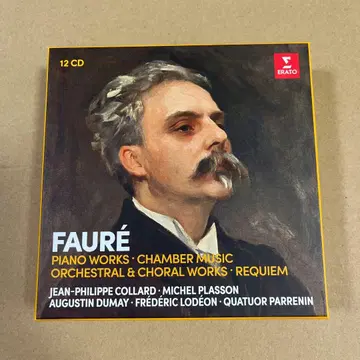 12 CD
ERATO
FAURÉ
PIANO WORKS · CHAMBER MUSIC
ORCHESTRAL & CHORAL WORKS · REQUIEM
JEAN-PHILIPPE COLLARD · MICHEL PLASSON
AUGUSTIN DUMAY · FRÉDÉRIC LODÉON · QUATUOR PARRENIN